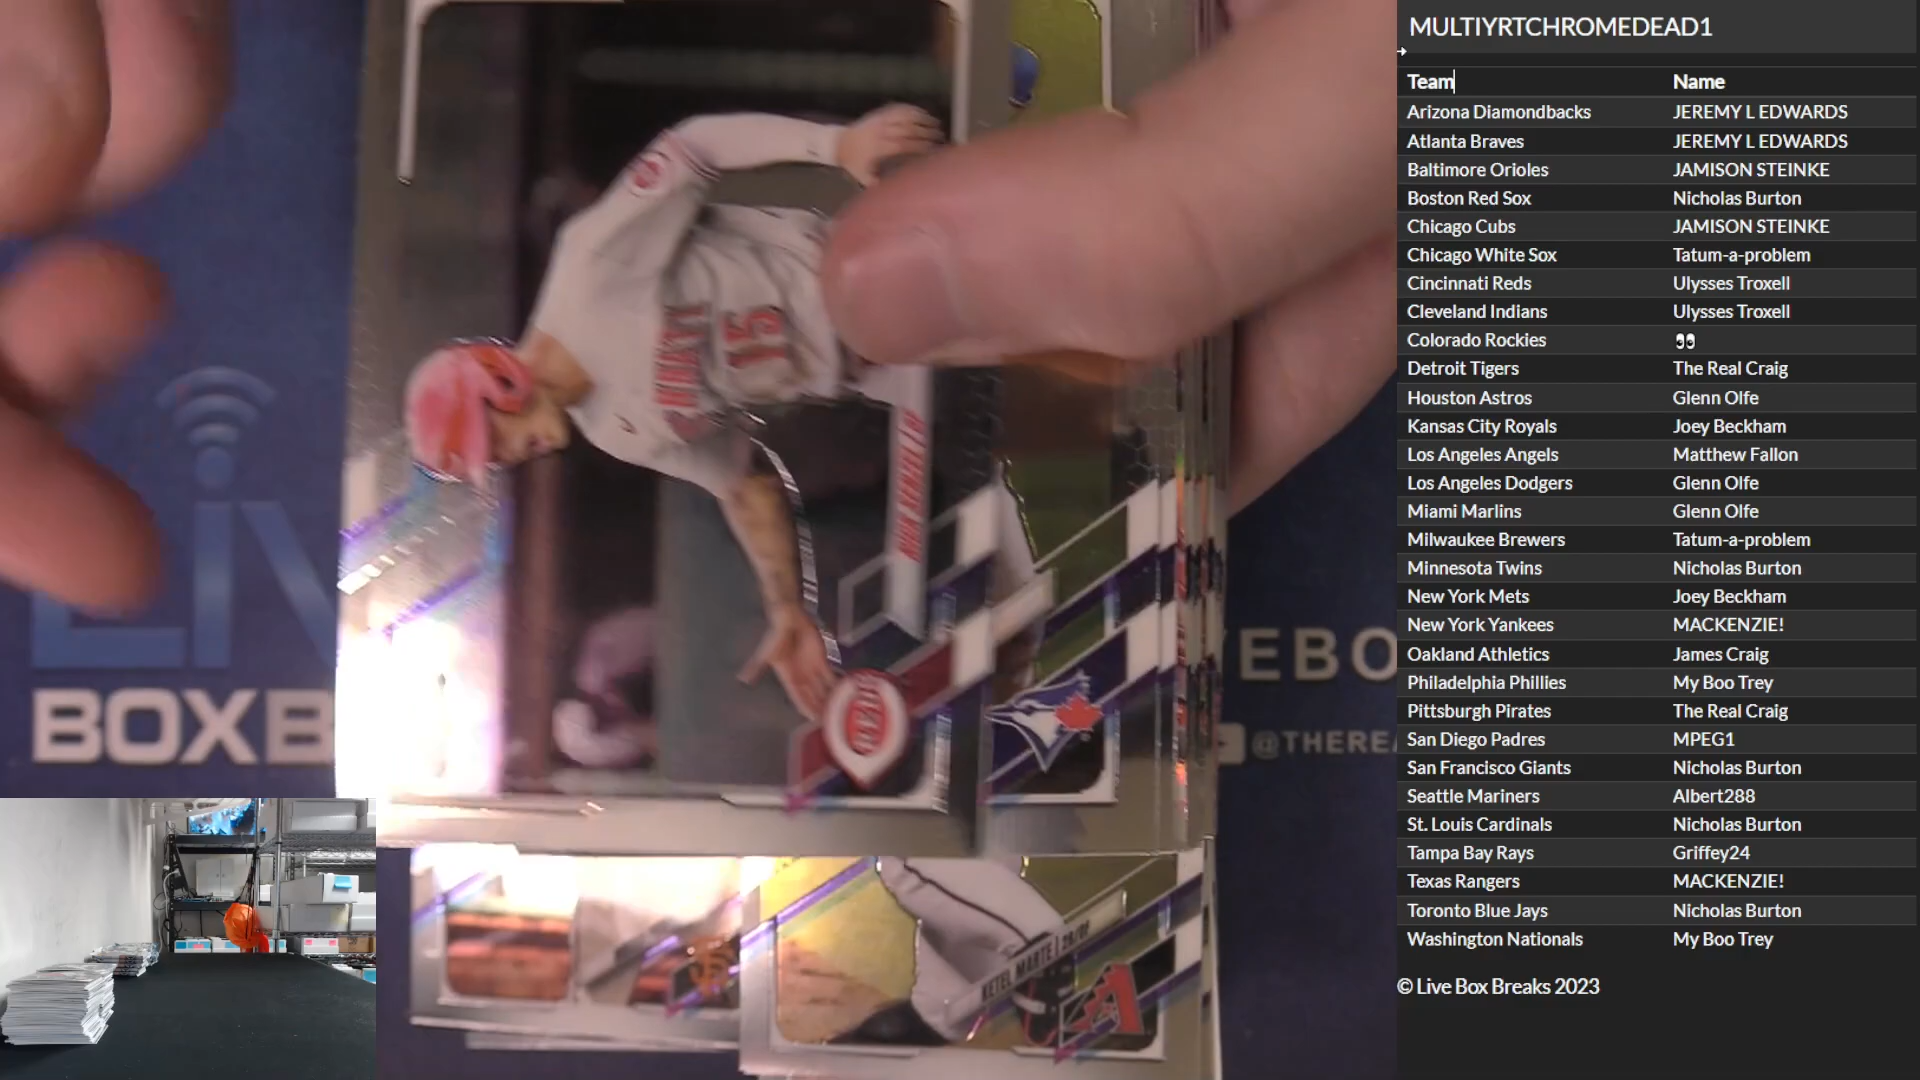 MULTIYRTCHROMEDEAD1
Team Name
Arizona Diamondbacks JEREMY L EDWARDS
Atlanta Braves JEREMY L EDWARDS
Baltimore Orioles JAMISON STEINKE
Boston Red Sox Nicholas Burton
Chicago Cubs JAMISON STEINKE
Chicago White Sox Tatum-a-problem
Cincinnati Reds Ulysses Troxell
Cleveland Indians Ulysses Troxell
Colorado Rockies 👀
Detroit Tigers The Real Craig
Houston Astros Glenn Olfe
Kansas City Royals Joey Beckham
Los Angeles Angels Matthew Fallon
Los Angeles Dodgers Glenn Olfe
Miami Marlins Glenn Olfe
Milwaukee Brewers Tatum-a-problem
Minnesota Twins Nicholas Burton
New York Mets Joey Beckham
New York Yankees MACKENZIE!
Oakland Athletics James Craig
Philadelphia Phillies My Boo Trey
Pittsburgh Pirates The Real Craig
San Diego Padres MPEG1
San Francisco Giants Nicholas Burton
Seattle Mariners Albert288
St. Louis Cardinals Nicholas Burton
Tampa Bay Rays Griffey24
Texas Rangers MACKENZIE!
Toronto Blue Jays Nicholas Burton
Washington Nationals My Boo Trey
© Live Box Breaks 2023
15
REDS
LIV
BOXB
EBO
@THEREA
KETEL MARTE